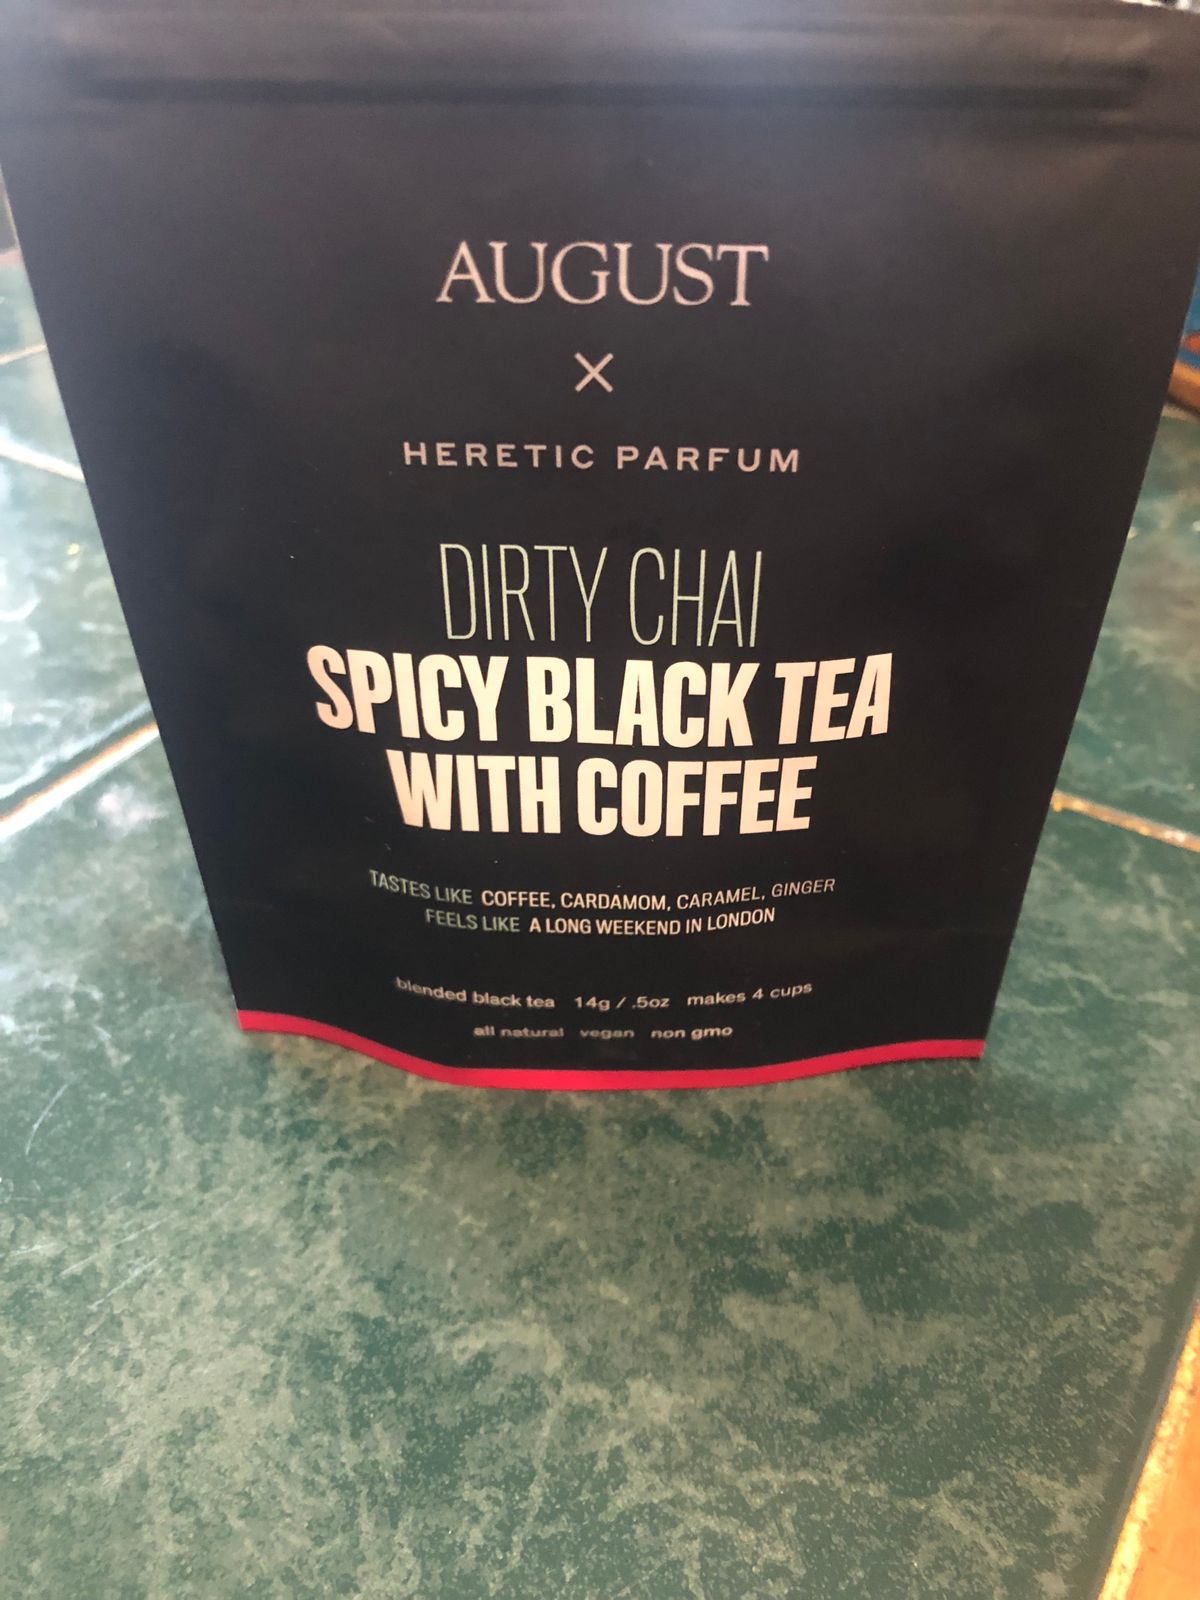 AUGUST
×
HERETIC PARFUM
DIRTY CHAI
SPICY BLACK TEA
WITH COFFEE
TASTES LIKE COFFEE, CARDAMOM, CARAMEL, GINGER
FEELS LIKE A LONG WEEKEND IN LONDON
blended black tea 14g / .5oz makes 4 cups
all natural vegan non gmo